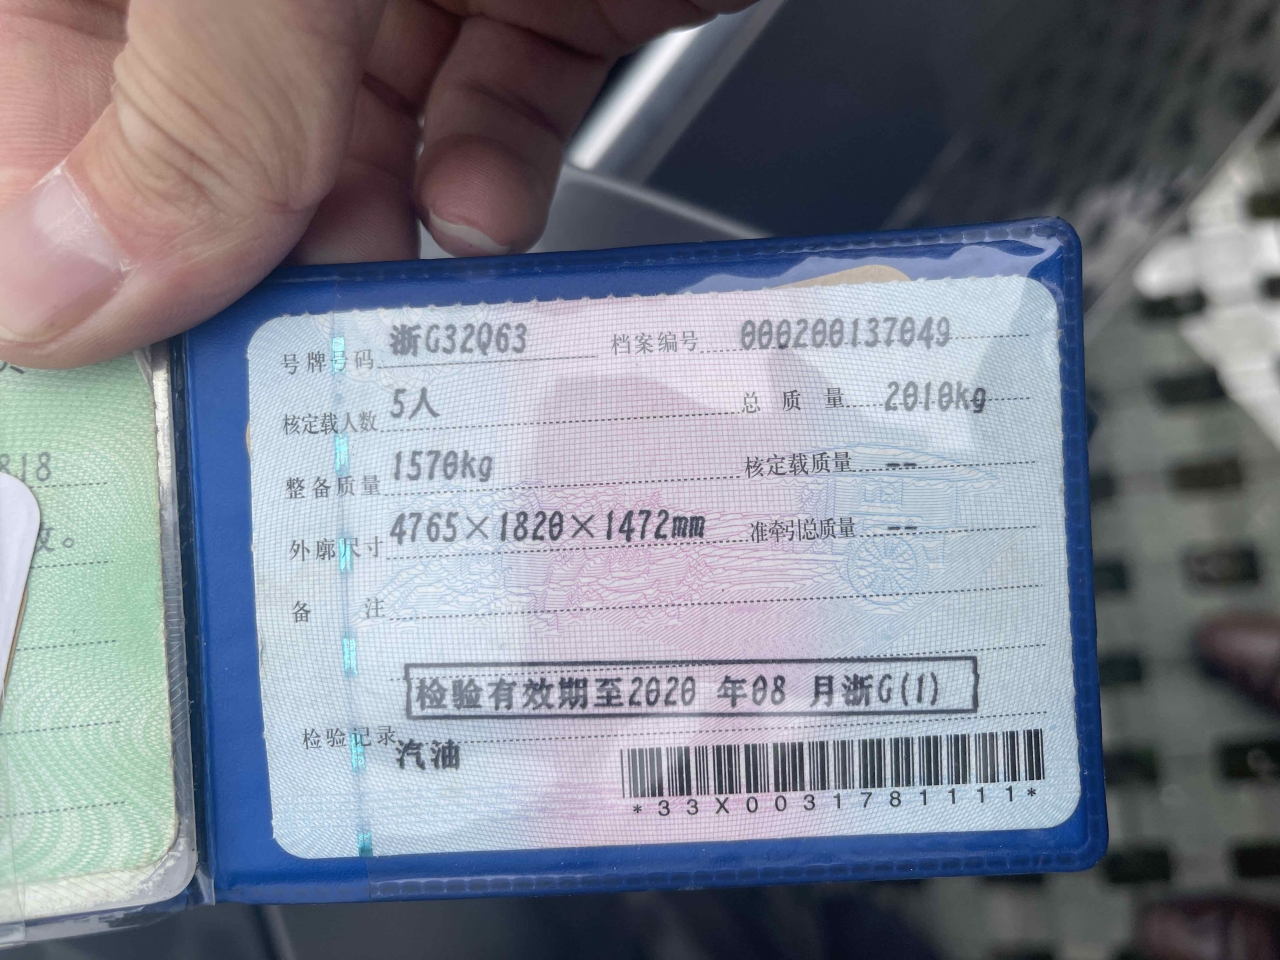 818
改。
号牌号码 浙G32Q63 档案编号 000200137049
核定载人数 5人 总质量 2010kg
整备质量 1570kg 核定载质量 --
外廓尺寸 4765×1820×1472mm 准牵引总质量 --
备注
检验有效期至2020 年08 月浙G(1)
检验记录
汽油
*33X0031781111*